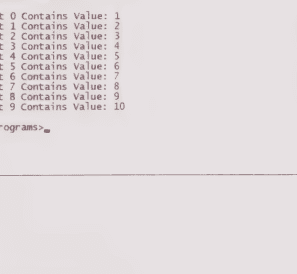 t 0 Contains Value: 1
t 1 Contains Value: 2
t 2 Contains Value: 3
t 3 Contains Value: 4
t 4 Contains Value: 5
t 5 Contains Value: 6
t 6 Contains Value: 7
t 7 Contains Value: 8
t 8 Contains Value: 9
t 9 Contains Value: 10
rograms>